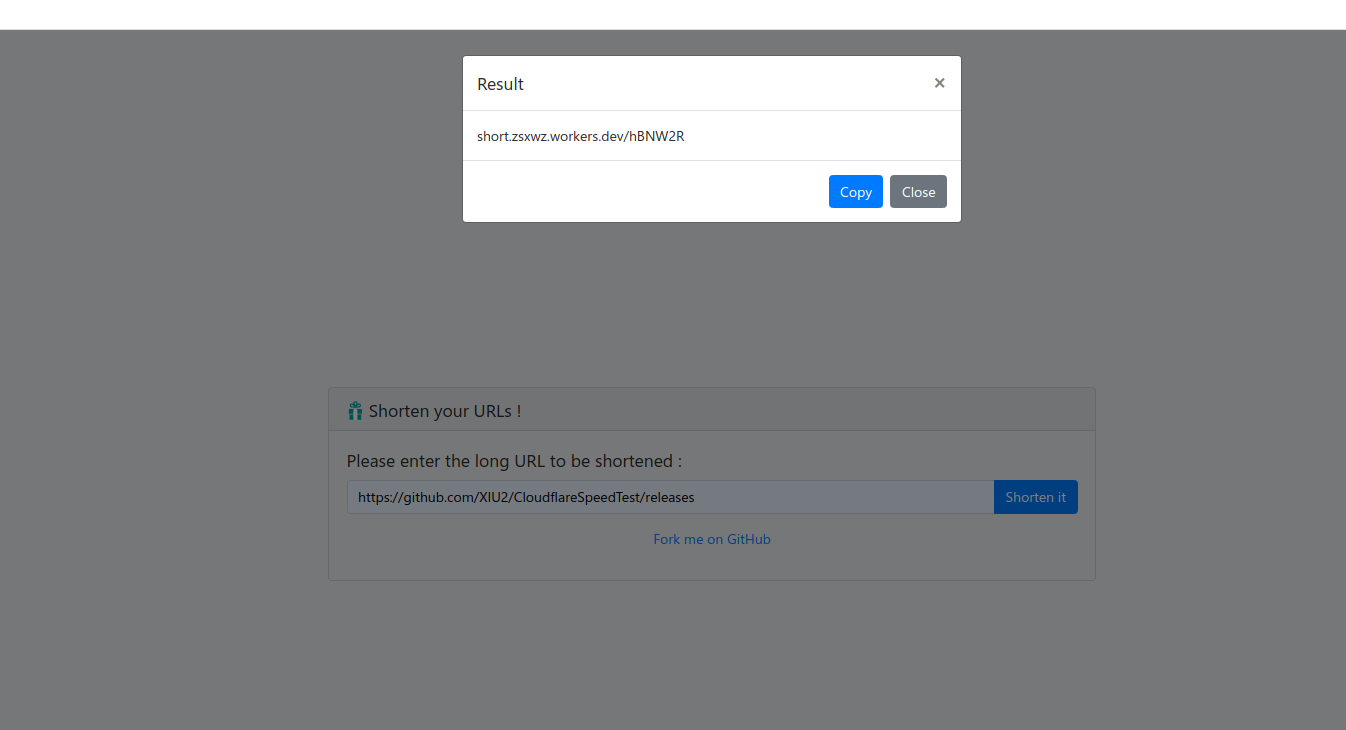 Result
×
short.zsxwz.workers.dev/hBNW2R
Copy Close
Shorten your URLs !
Please enter the long URL to be shortened :
https://github.com/XIU2/CloudflareSpeedTest/releases Shorten it
Fork me on GitHub